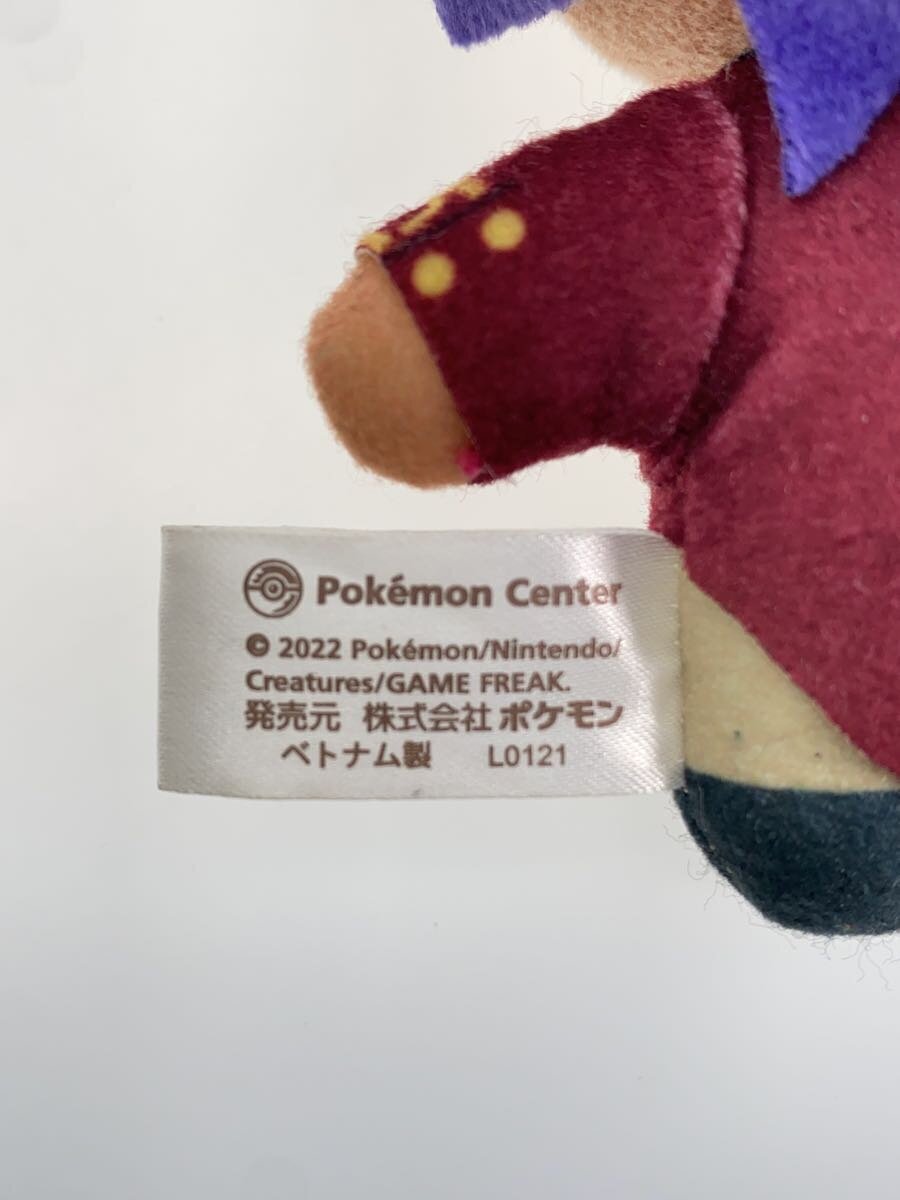 Pokémon Center
© 2022 Pokémon/Nintendo/
Creatures/GAME FREAK.
発売元 株式会社ポケモン
ベトナム製 L0121